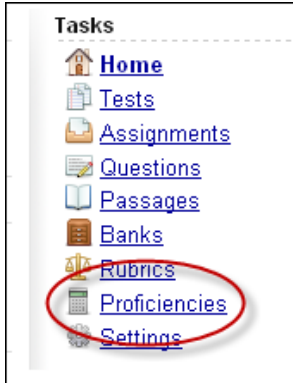 Tasks
Home
Tests
Assignments
Questions
Passages
Banks
Rubrics
Proficiencies
Settings